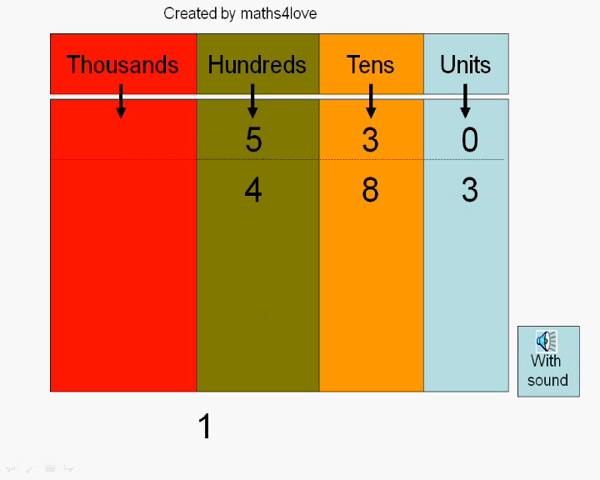 Created by maths4love
Thousands Hundreds Tens Units
5 3 0
4 8 3
With
sound
1